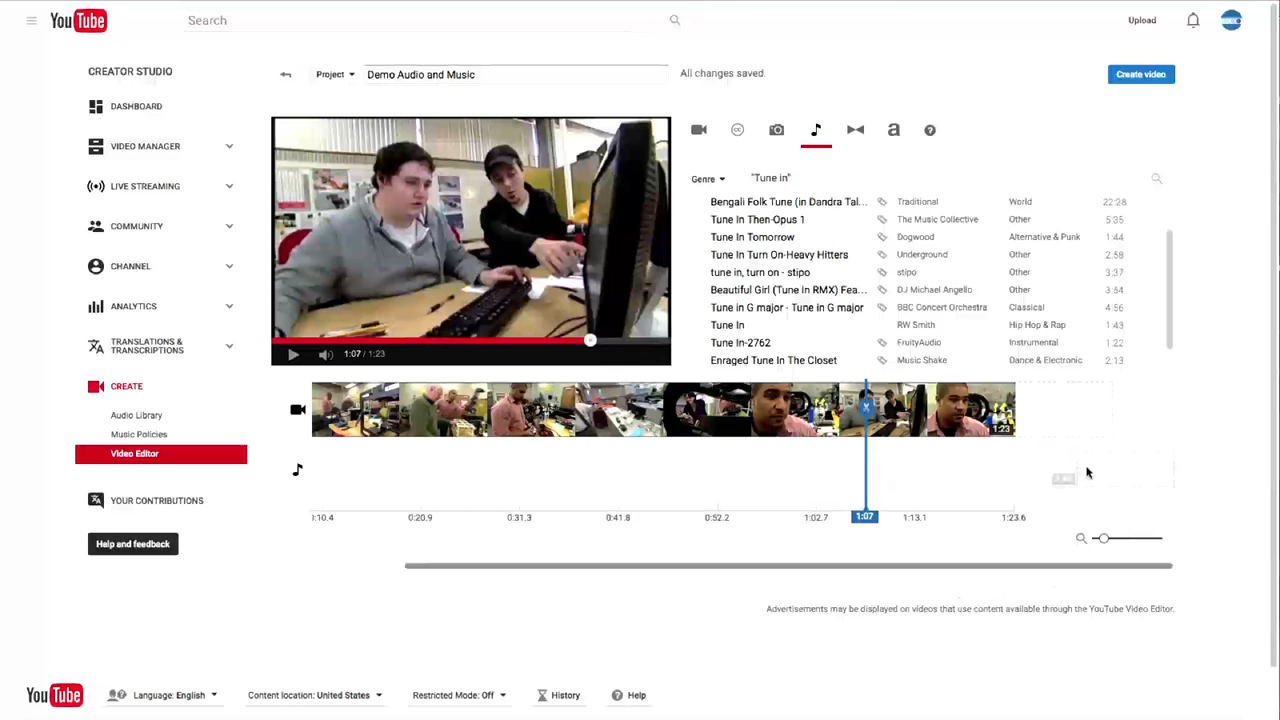 YouTube
Search
Upload
CREATOR STUDIO
Project
Demo Audio and Music
All changes saved.
Create video
DASHBOARD
VIDEO MANAGER
LIVE STREAMING
COMMUNITY
CHANNEL
ANALYTICS
TRANSLATIONS &
TRANSCRIPTIONS
CREATE
Audio Library
Music Policies
Video Editor
YOUR CONTRIBUTIONS
Help and feedback
1:07 / 1:23
CC
a
?
Genre
"Tune in"
Bengali Folk Tune (in Dandra Tal... Traditional World 22:28
Tune In Then-Opus 1 The Music Collective Other 5:35
Tune In Tomorrow Dogwood Alternative & Punk 1:44
Tune In Turn On-Heavy Hitters Underground Other 2:58
tune in, turn on - stipo stipo Other 3:37
Beautiful Girl (Tune In RMX) Fea... DJ Michael Angello Other 3:54
Tune in G major - Tune in G major BBC Concert Orchestra Classical 4:56
Tune In RW Smith Hip Hop & Rap 1:43
Tune In-2762 FruityAudio Instrumental 1:22
Enraged Tune In The Closet Music Shake Dance & Electronic 2:13
1:23
0:10.4 0:20.9 0:31.3 0:41.8 0:52.2 1:02.7 1:07 1:13.1 1:23.6
Advertisements may be displayed on videos that use content available through the YouTube Video Editor.
YouTube
Language: English
Content location: United States
Restricted Mode: Off
History
Help